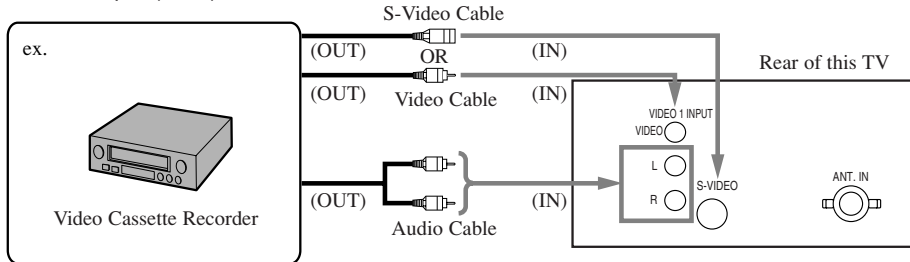 S-Video Cable
ex.
(OUT)
(IN)
OR
Rear of this TV
(OUT)
Video Cable
(IN)
VIDEO 1 INPUT
VIDEO
L
S-VIDEO
ANT. IN
R
(OUT)
(IN)
Video Cassette Recorder
Audio Cable